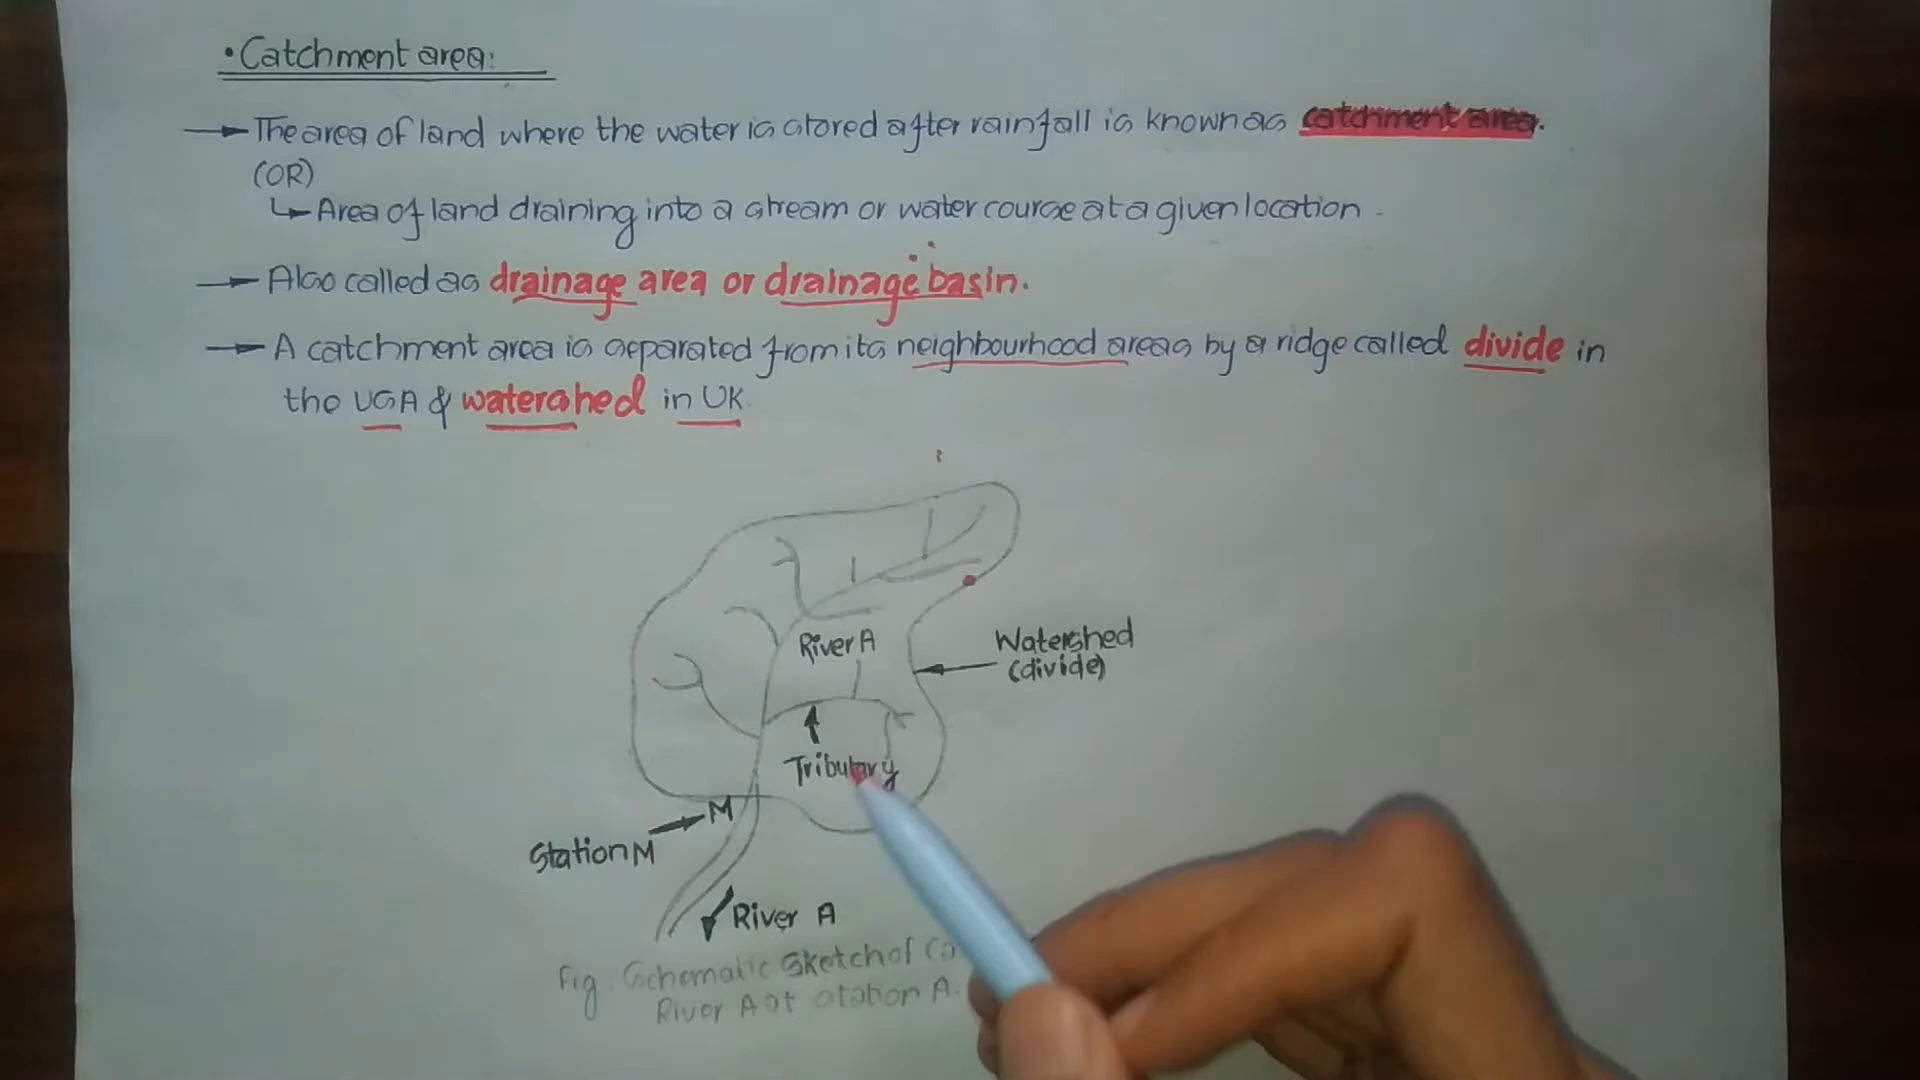 • Catchment area:
→ The area of land where the water is stored after rainfall is known as catchment area.
(OR)
↳ Area of land draining into a stream or water course at a given location.
→ Also called as drainage area or drainage basin.
→ A catchment area is separated from its neighbourhood areas by a ridge called divide in
the USA & watershed in UK.
River A
Watershed
(divide)
Tributary
M
Station M
River A
Fig Schematic Sketch of
River A at station A.